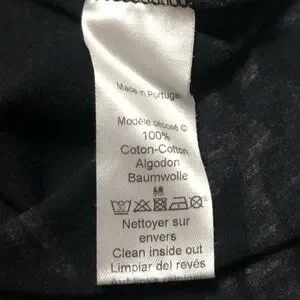 Made in Portugal
Modèle déposé ©
100%
Coton-Cotton
Algodon
Baumwolle
Nettoyer sur
envers
Clean inside out
Limpiar del revés